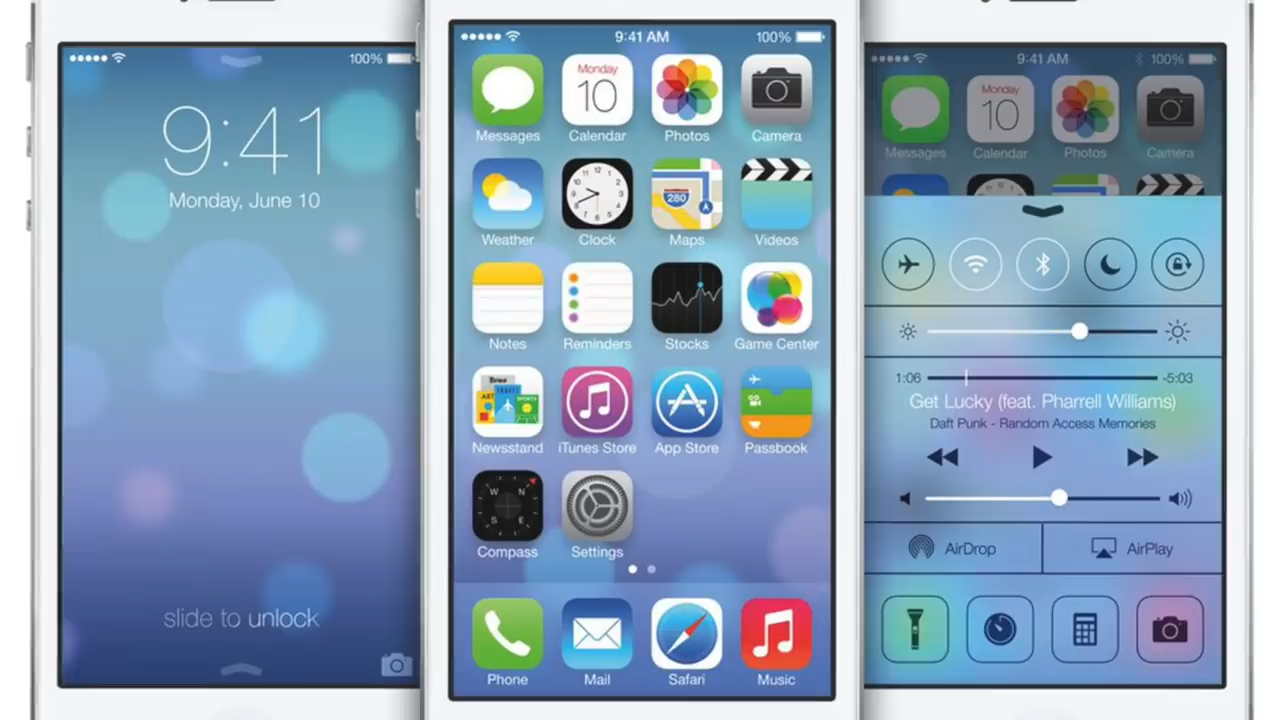 100%
9:41
Monday, June 10
slide to unlock
9:41 AM
100%
Messages
Monday
10
Calendar
Photos
Camera
Weather
Clock
280
Maps
Videos
Notes
Reminders
Stocks
Game Center
Newsstand
iTunes Store
App Store
Passbook
N
W
E
S
Compass
Settings
Phone
Mail
Safari
Music
9:41 AM
100%
Messages
Monday
10
Calendar
Photos
Camera
1:06
-5:03
Get Lucky (feat. Pharrell Williams)
Daft Punk - Random Access Memories
AirDrop
AirPlay